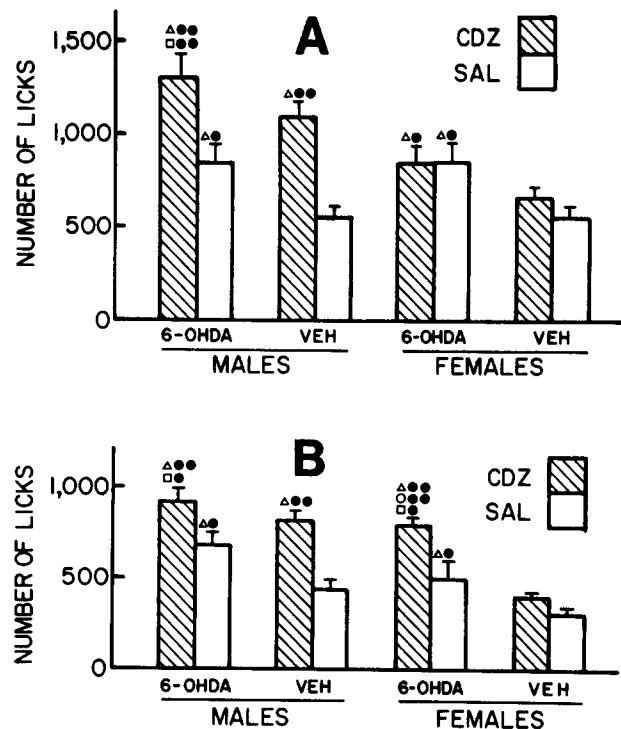 A
CDZ
SAL
NUMBER OF LICKS
1,500
1,000
500
0
6-OHDA
VEH
6-OHDA
VEH
MALES
FEMALES
B
CDZ
SAL
NUMBER OF LICKS
1,000
500
0
6-OHDA
VEH
6-OHDA
VEH
MALES
FEMALES